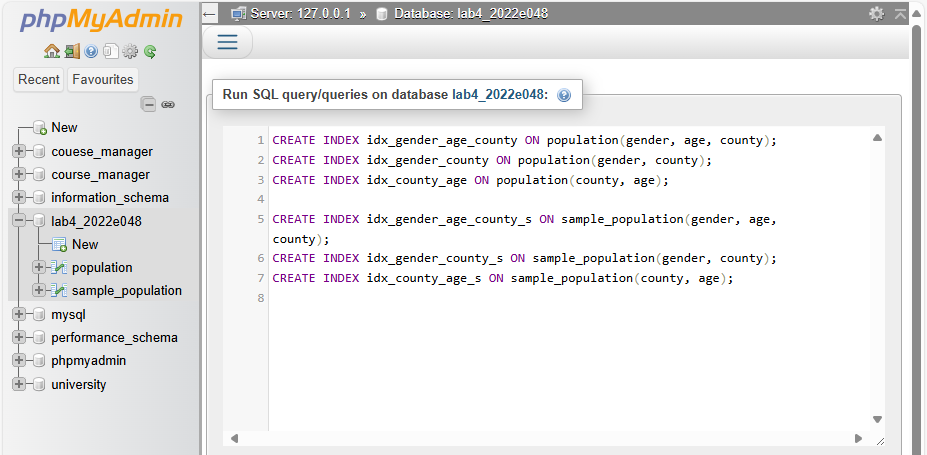 phpMyAdmin
Recent Favourites
New
couese_manager
course_manager
information_schema
lab4_2022e048
New
population
sample_population
mysql
performance_schema
phpmyadmin
university
Server: 127.0.0.1 » Database: lab4_2022e048
Run SQL query/queries on database lab4_2022e048:
1 CREATE INDEX idx_gender_age_county ON population(gender, age, county);
2 CREATE INDEX idx_gender_county ON population(gender, county);
3 CREATE INDEX idx_county_age ON population(county, age);
4
5 CREATE INDEX idx_gender_age_county_s ON sample_population(gender, age,
county);
6 CREATE INDEX idx_gender_county_s ON sample_population(gender, county);
7 CREATE INDEX idx_county_age_s ON sample_population(county, age);
8